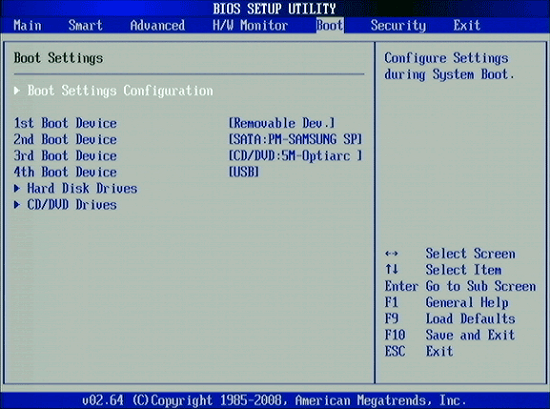 BIOS SETUP UTILITY
Main Smart Advanced H/W Monitor Boot Security Exit
Boot Settings
Boot Settings Configuration
1st Boot Device [Removable Dev.]
2nd Boot Device [SATA:PM-SAMSUNG SP]
3rd Boot Device [CD/DVD:5M-Optiarc ]
4th Boot Device [USB]
Hard Disk Drives
CD/DVD Drives
Configure Settings
during System Boot.
↔ Select Screen
↑↓ Select Item
Enter Go to Sub Screen
F1 General Help
F9 Load Defaults
F10 Save and Exit
ESC Exit
v02.64 (C)Copyright 1985-2008, American Megatrends, Inc.